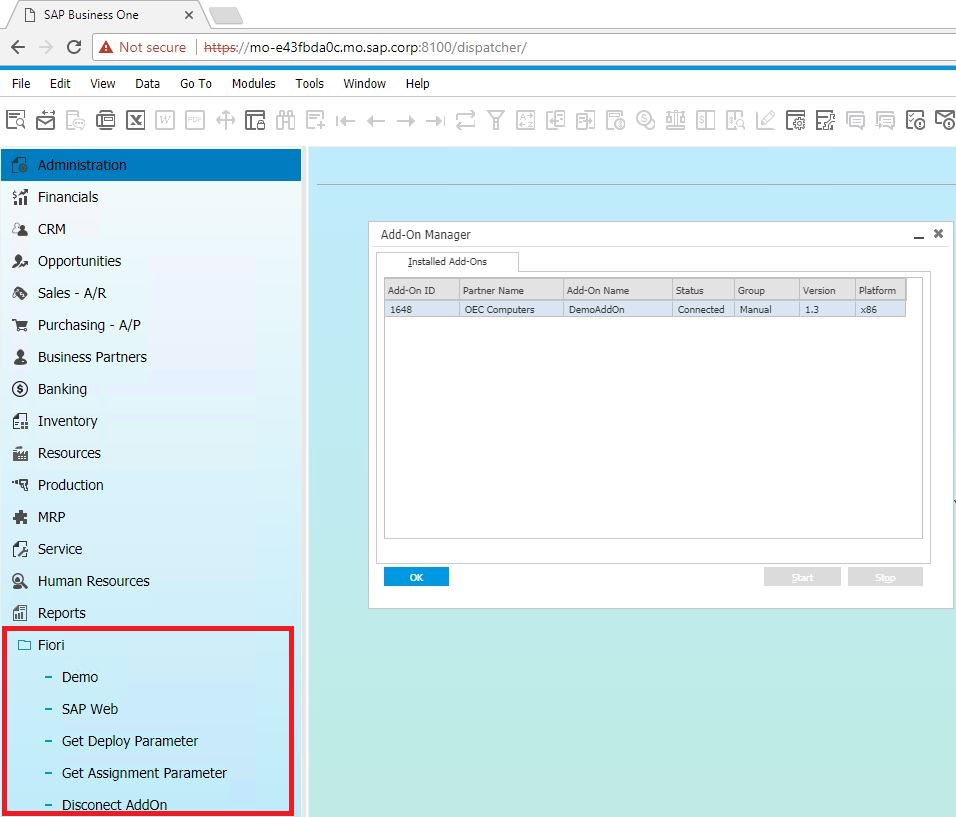 SAP Business One
Not secure https://mo-e43fbda0c.mo.sap.corp:8100/dispatcher/
File Edit View Data Go To Modules Tools Window Help
Administration
Financials
CRM
Opportunities
Sales - A/R
Purchasing - A/P
Business Partners
Banking
Inventory
Resources
Production
MRP
Service
Human Resources
Reports
Fiori
Demo
SAP Web
Get Deploy Parameter
Get Assignment Parameter
Disconect AddOn
Add-On Manager
Installed Add-Ons
Add-On ID Partner Name Add-On Name Status Group Version Platform
1648 OEC Computers DemoAddOn Connected Manual 1.3 x86
OK Start Stop